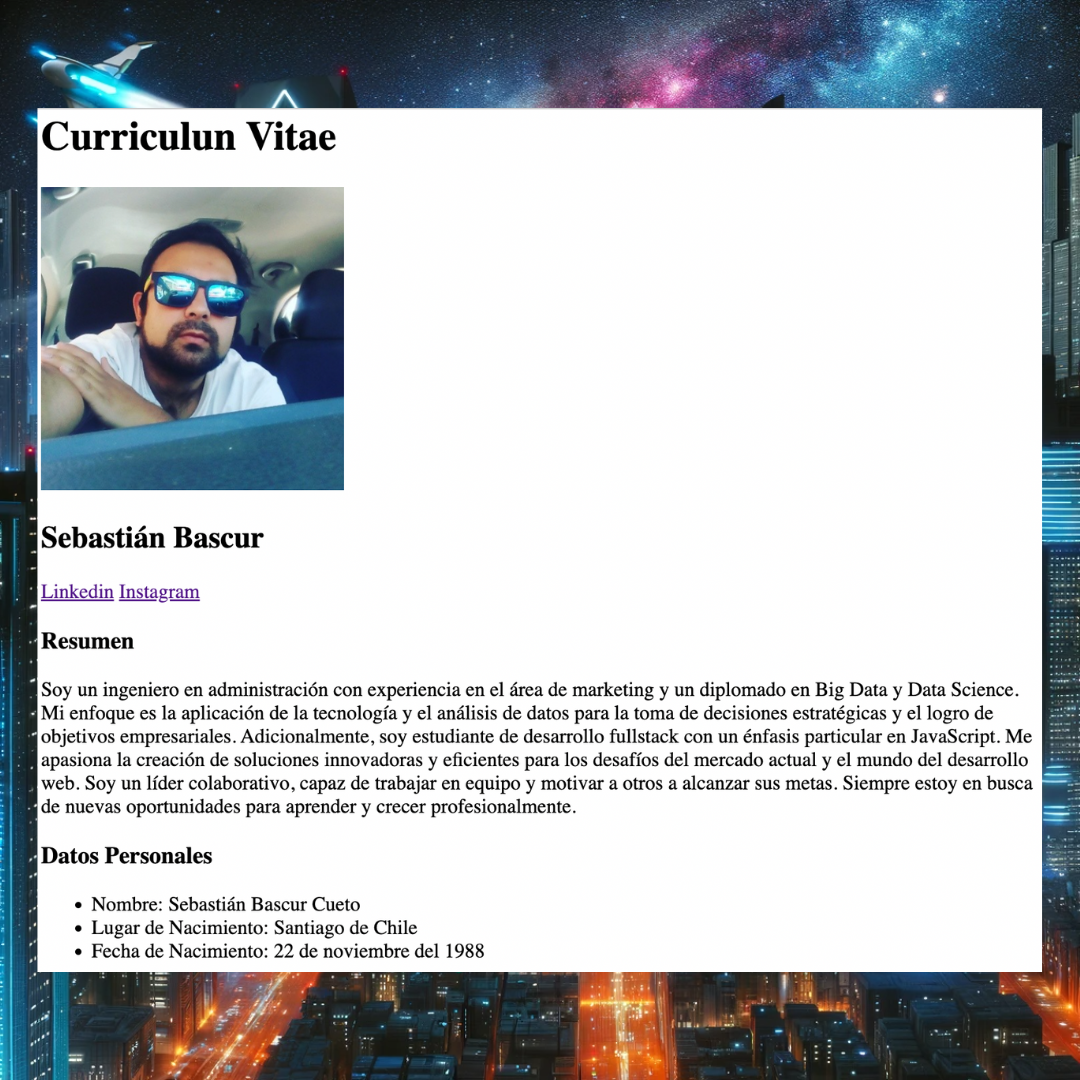 Curriculun Vitae
Sebastián Bascur
Linkedin Instagram
Resumen
Soy un ingeniero en administración con experiencia en el área de marketing y un diplomado en Big Data y Data Science.
Mi enfoque es la aplicación de la tecnología y el análisis de datos para la toma de decisiones estratégicas y el logro de
objetivos empresariales. Adicionalmente, soy estudiante de desarrollo fullstack con un énfasis particular en JavaScript. Me
apasiona la creación de soluciones innovadoras y eficientes para los desafíos del mercado actual y el mundo del desarrollo
web. Soy un líder colaborativo, capaz de trabajar en equipo y motivar a otros a alcanzar sus metas. Siempre estoy en busca
de nuevas oportunidades para aprender y crecer profesionalmente.
Datos Personales
• Nombre: Sebastián Bascur Cueto
• Lugar de Nacimiento: Santiago de Chile
• Fecha de Nacimiento: 22 de noviembre del 1988